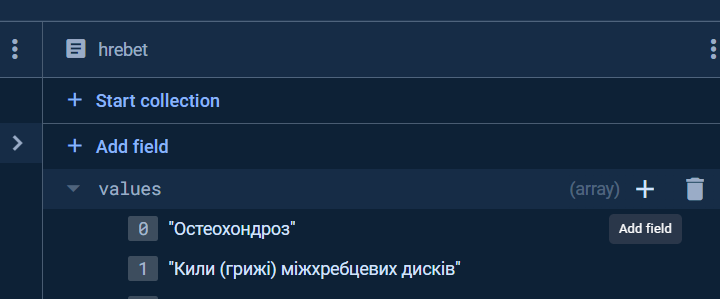 hrebet
Start collection
Add field
values (array)
Add field
0 "Остеохондроз"
1 "Кили (грижі) міжхребцевих дисків"